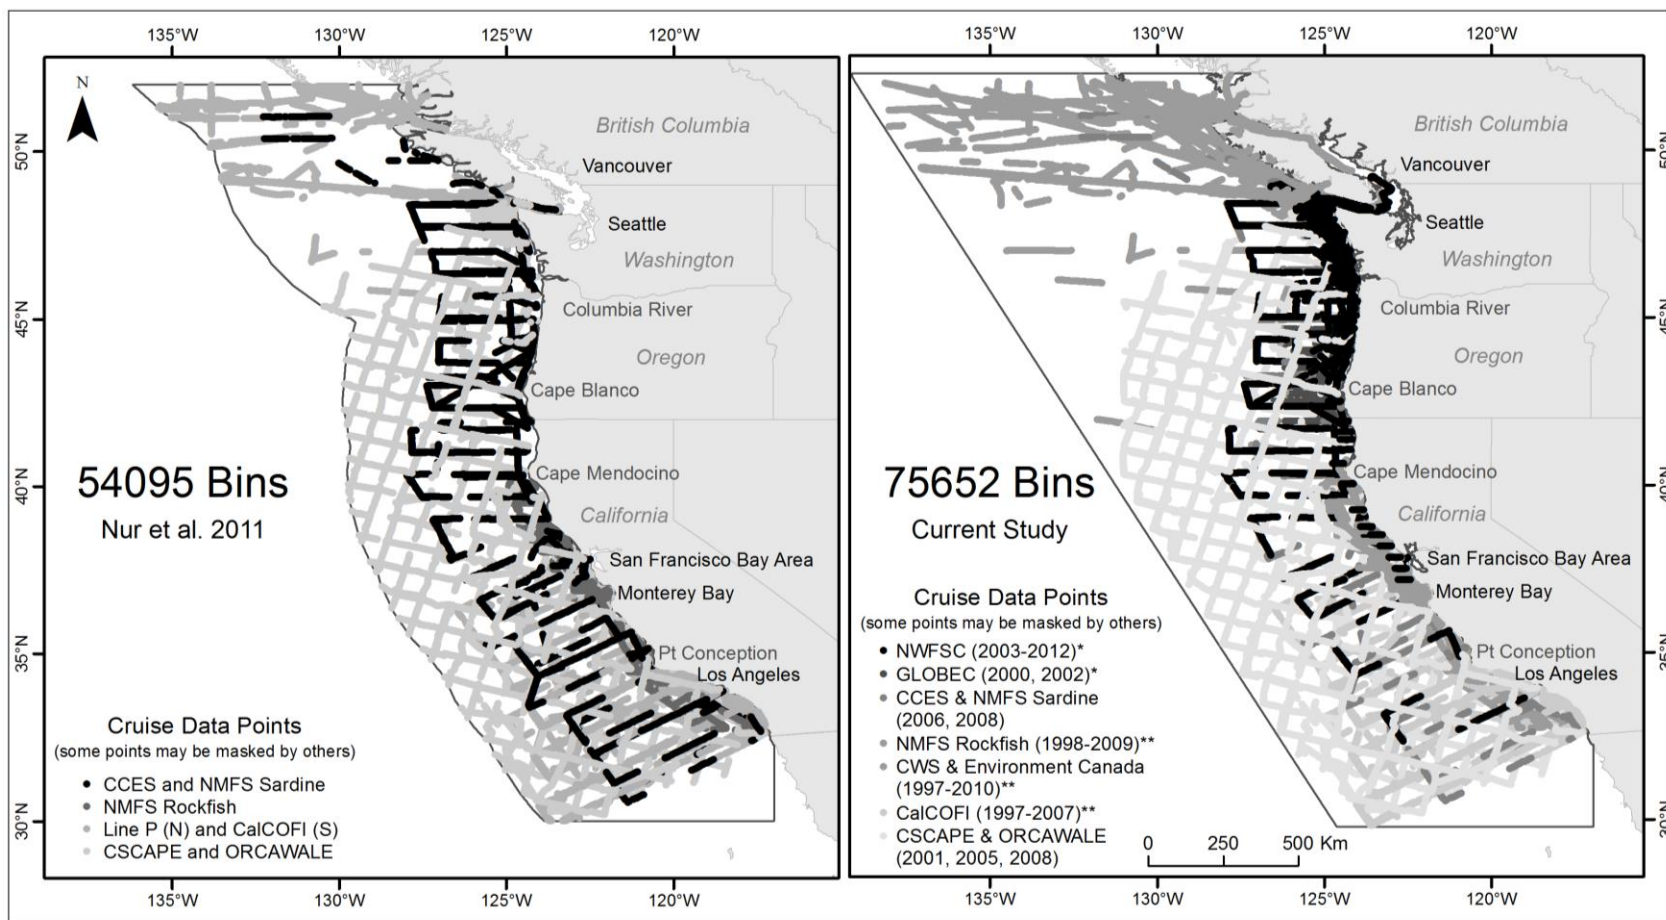 135°W 130°W 125°W 120°W
N
50°N
45°N
40°N
35°N
30°N
British Columbia
Vancouver
Seattle
Washington
Columbia River
Oregon
Cape Blanco
Cape Mendocino
California
San Francisco Bay Area
Monterey Bay
Pt Conception
Los Angeles
54095 Bins
Nur et al. 2011
Cruise Data Points
(some points may be masked by others)
CCES and NMFS Sardine
NMFS Rockfish
Line P (N) and CalCOFI (S)
CSCAPE and ORCAWALE
135°W 130°W 125°W 120°W
135°W 130°W 125°W 120°W
British Columbia
Vancouver
Seattle
Washington
Columbia River
Oregon
Cape Blanco
Cape Mendocino
California
San Francisco Bay Area
Monterey Bay
Pt Conception
Los Angeles
75652 Bins
Current Study
Cruise Data Points
(some points may be masked by others)
NWFSC (2003-2012)*
GLOBEC (2000, 2002)*
CCES & NMFS Sardine
(2006, 2008)
NMFS Rockfish (1998-2009)**
CWS & Environment Canada
(1997-2010)**
CalCOFI (1997-2007)**
CSCAPE & ORCAWALE
(2001, 2005, 2008)
0 250 500 Km
50°N
45°N
40°N
35°N
30°N
135°W 130°W 125°W 120°W